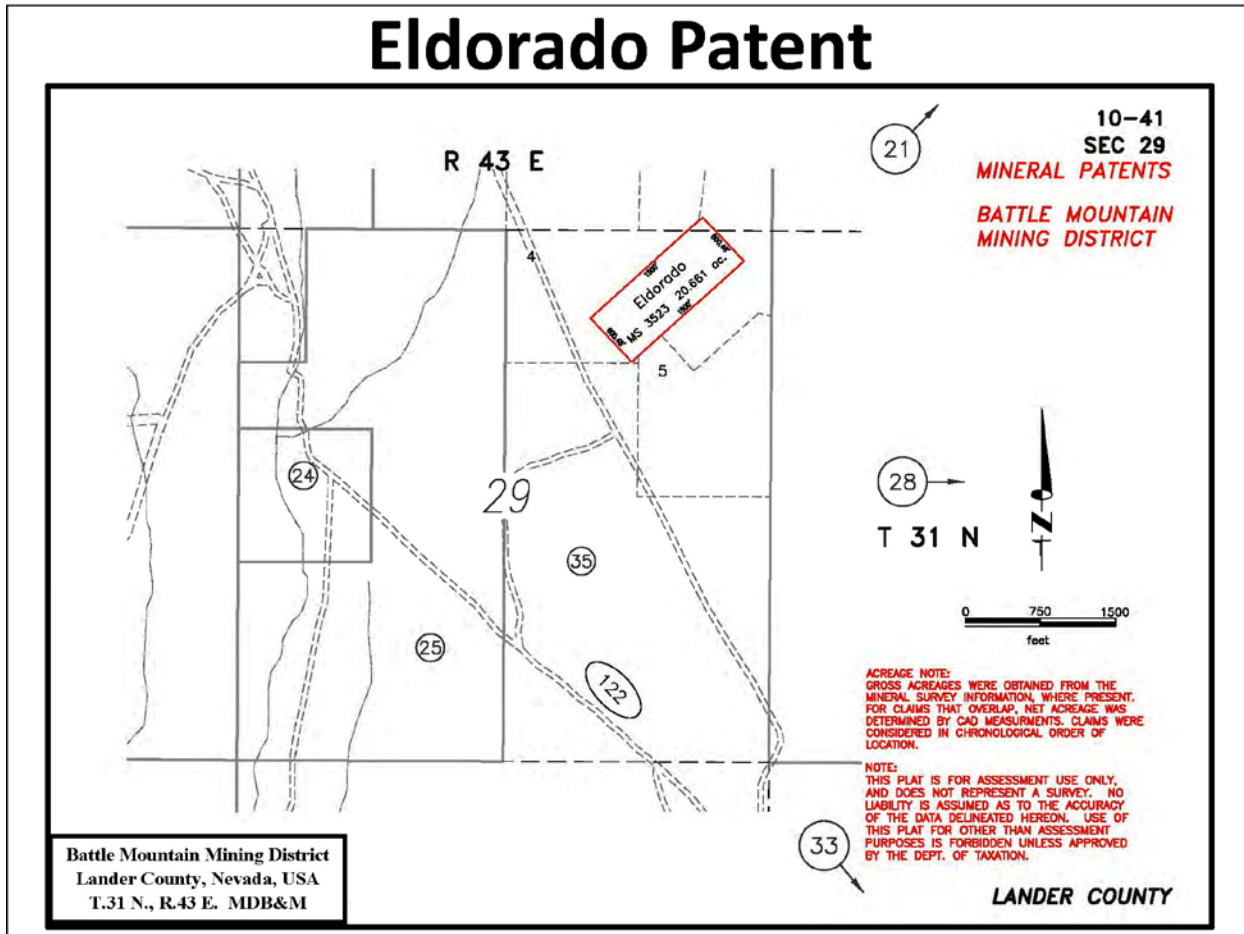 Eldorado Patent
21
10-41
SEC 29
MINERAL PATENTS
BATTLE MOUNTAIN
MINING DISTRICT
R 43 E
4
1500'
Eldorado
MS 3523 20.661 ac.
1500'
5
24
29
28
T 31 N
N
35
0 750 1500
feet
25
122
ACREAGE NOTE:
GROSS ACREAGES WERE OBTAINED FROM THE
MINERAL SURVEY INFORMATION, WHERE PRESENT.
FOR CLAIMS THAT OVERLAP, NET ACREAGE WAS
DETERMINED BY CAD MEASURMENTS. CLAIMS WERE
CONSIDERED IN CHRONOLOGICAL ORDER OF
LOCATION.
NOTE:
THIS PLAT IS FOR ASSESSMENT USE ONLY,
AND DOES NOT REPRESENT A SURVEY. NO
LIABILITY IS ASSUMED AS TO THE ACCURACY
OF THE DATA DELINEATED HEREON. USE OF
THIS PLAT FOR OTHER THAN ASSESSMENT
PURPOSES IS FORBIDDEN UNLESS APPROVED
BY THE DEPT. OF TAXATION.
33
Battle Mountain Mining District
Lander County, Nevada, USA
T.31 N., R.43 E. MDB&M
LANDER COUNTY